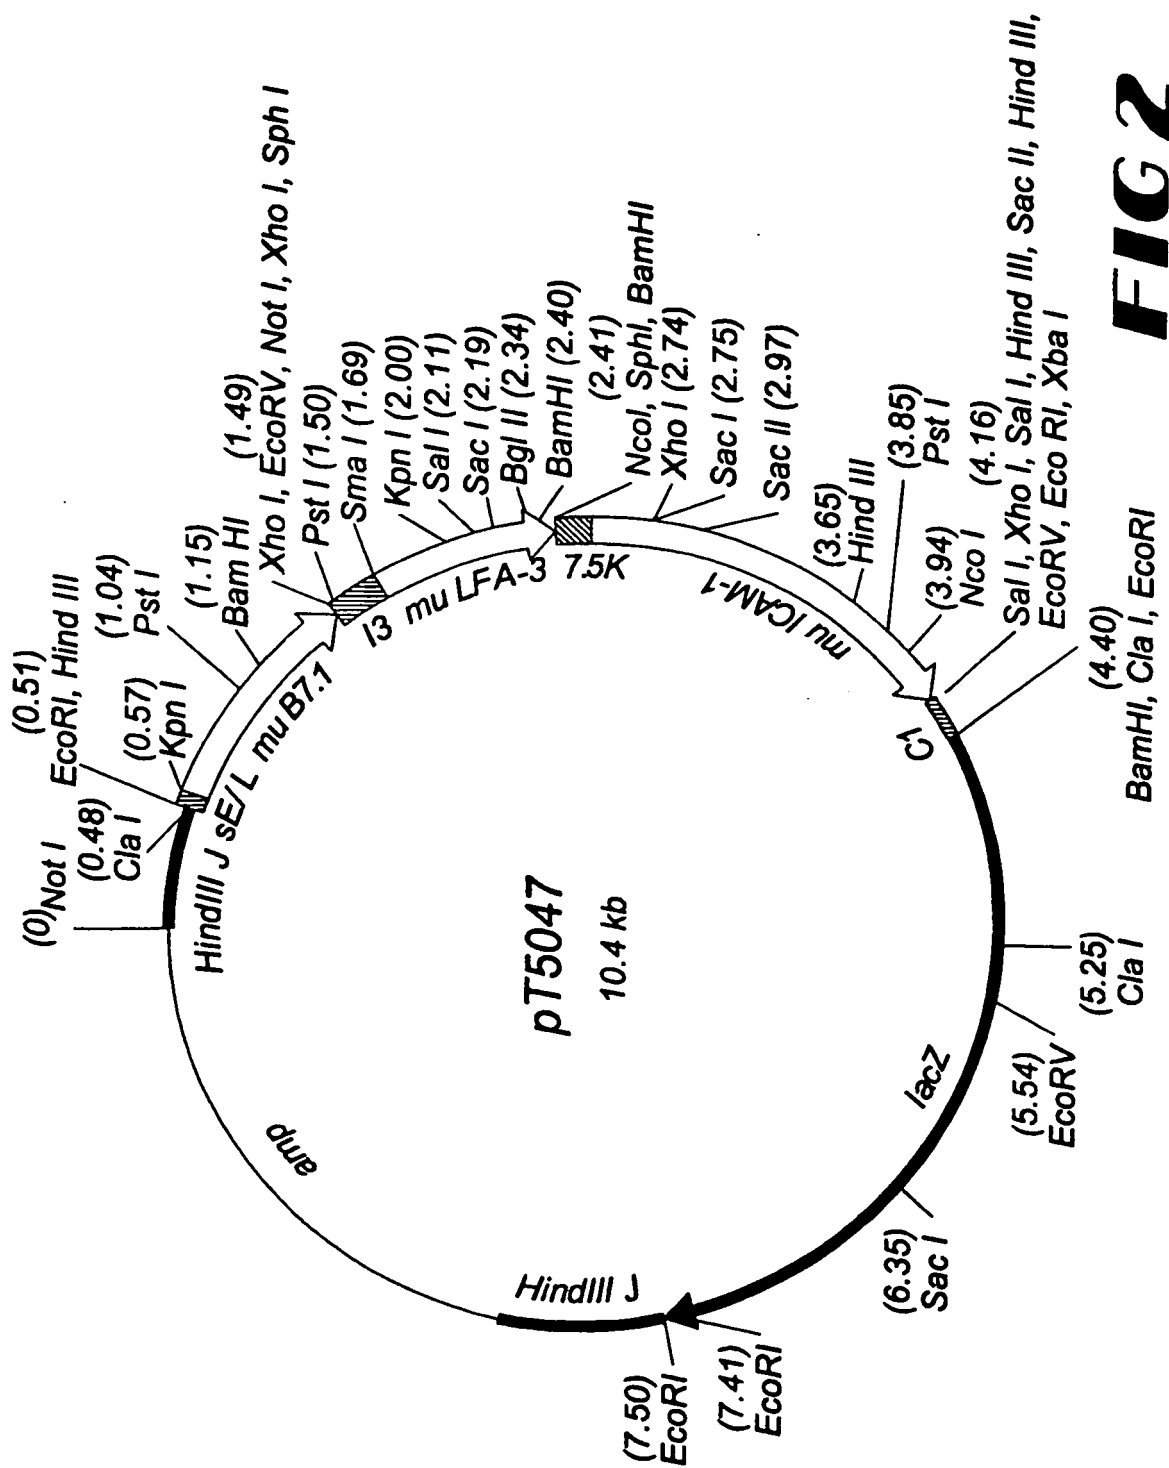 (0) Not I
(0.48)
Cla I
(0.51)
EcoRI, Hind III
(0.57)
Kpn I
(1.04)
Pst I
(1.15)
Bam HI
(1.49)
Xho I, EcoRV, Not I, Xho I, Sph I
Pst I (1.50)
Sma I (1.69)
Kpn I (2.00)
Sal I (2.11)
Sac I (2.19)
Bgl II (2.34)
BamHI (2.40)
(2.41)
NcoI, SphI, BamHI
Xho I (2.74)
Sac I (2.75)
Sac II (2.97)
(3.65)
Hind III
(3.85)
Pst I
(3.94)
Nco I
(4.16)
Sal I, Xho I, Sal I, Hind III, Sac II, Hind III,
EcoRV, Eco RI, Xba I
(4.40)
BamHI, Cla I, EcoRI
(5.25)
Cla I
(5.54)
EcoRV
(6.35)
Sac I
(7.41)
EcoRI
(7.50)
EcoRI
HindIII J
sE/L
mu B7.1
I3
mu LFA-3
7.5K
mu ICAM-1
C1
lacZ
HindIII J
amp
pT5047
10.4 kb
FIG 2